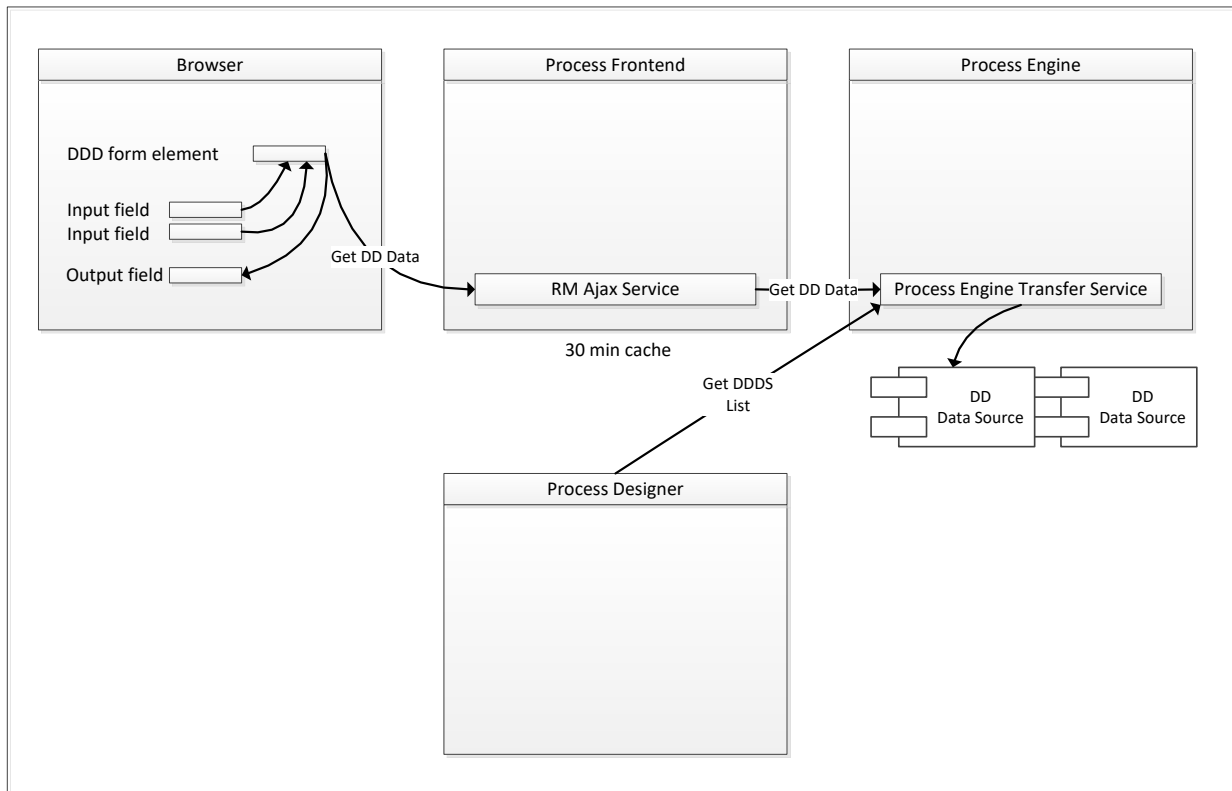 Browser
Process Frontend
Process Engine
DDD form element
Input field
Input field
Output field
Get DD Data
RM Ajax Service
Get DD Data
Process Engine Transfer Service
30 min cache
Get DDDS
List
DD
Data Source
DD
Data Source
Process Designer